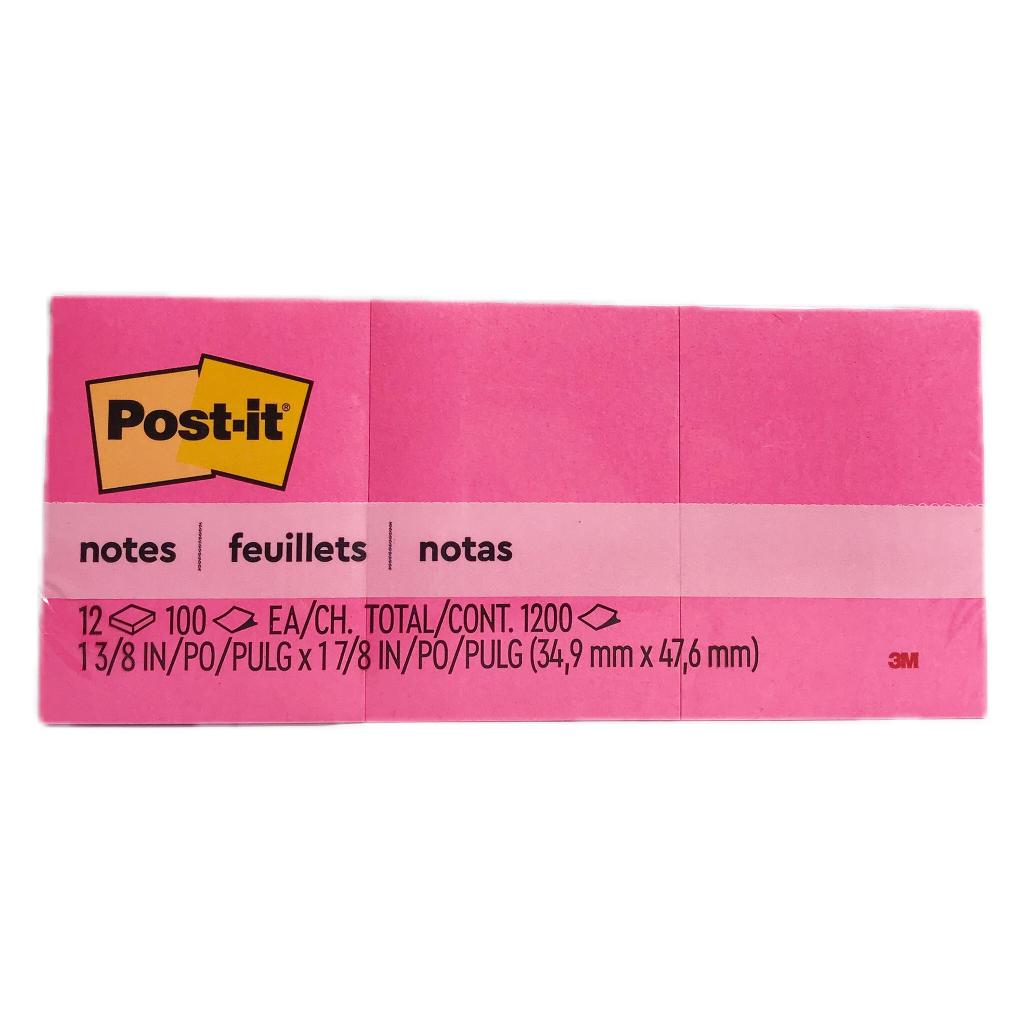 Post-it®
notes | feuillets | notas
12 100 EA/CH. TOTAL/CONT. 1200
1 3/8 IN/PO/PULG x 1 7/8 IN/PO/PULG (34,9 mm x 47,6 mm)
3M